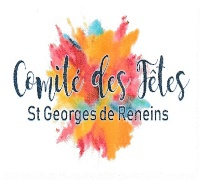 Comité des Fêtes
St Georges de Reneins